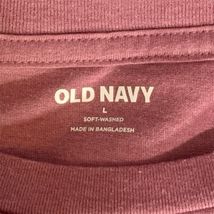 OLD NAVY
L
SOFT-WASHED
MADE IN BANGLADESH